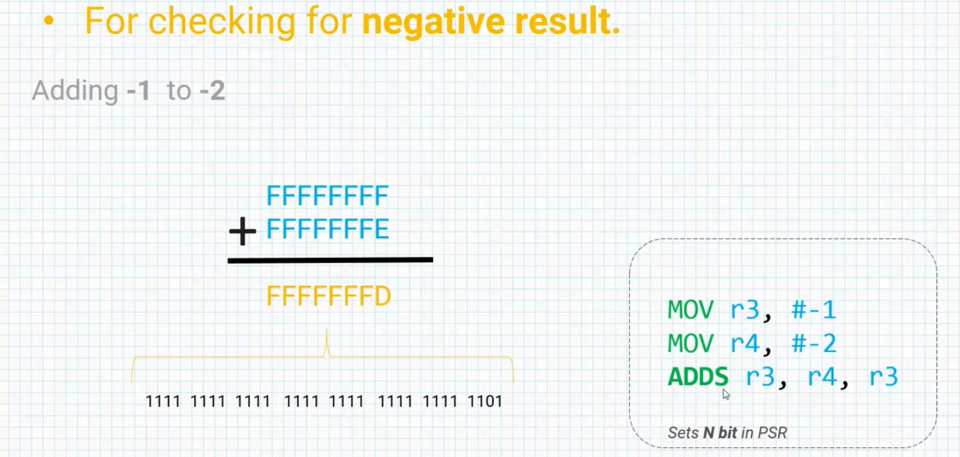 • For checking for negative result.
Adding -1 to -2
FFFFFFFF
+ FFFFFFFE
FFFFFFFD
1111 1111 1111 1111 1111 1111 1111 1101
MOV r3, #-1
MOV r4, #-2
ADDS r3, r4, r3
Sets N bit in PSR